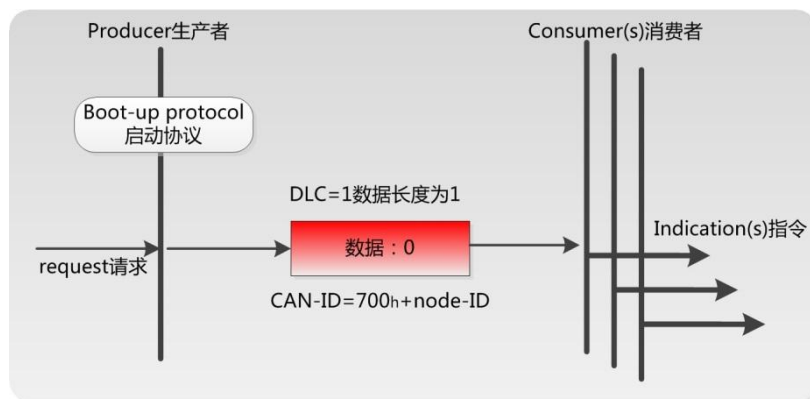 Producer生产者
Consumer(s)消费者
Boot-up protocol
启动协议
DLC=1数据长度为1
数据：0
Indication(s)指令
request请求
CAN-ID=700h+node-ID